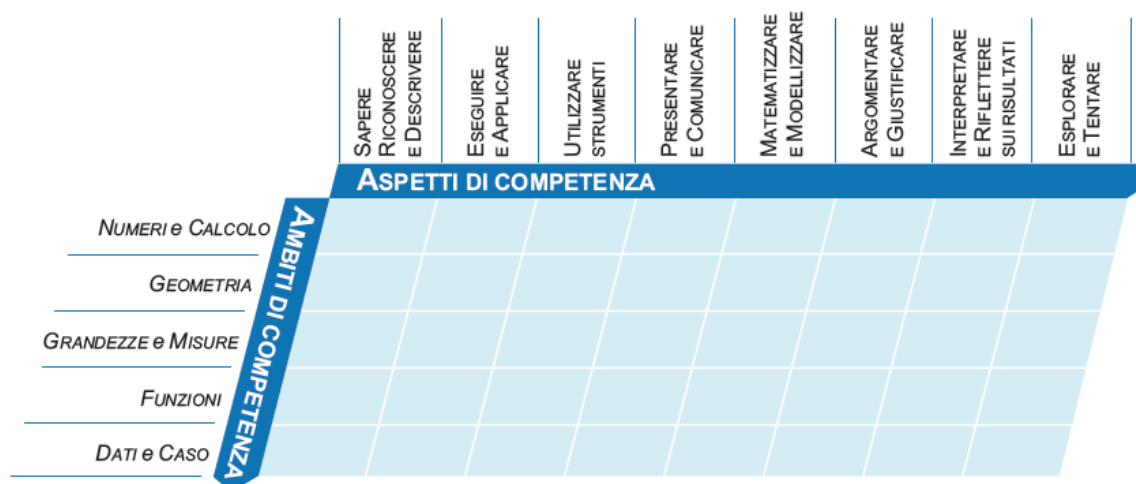 SAPERE
RICONOSCERE
E DESCRIVERE
ESEGUIRE
E APPLICARE
UTILIZZARE
STRUMENTI
PRESENTARE
E COMUNICARE
MATEMATIZZARE
E MODELLIZZARE
ARGOMENTARE
E GIUSTIFICARE
INTERPRETARE
E RIFLETTERE
SUI RISULTATI
ESPLORARE
E TENTARE
ASPETTI DI COMPETENZA
AMBITI DI COMPETENZA
NUMERI e CALCOLO
GEOMETRIA
GRANDEZZE e MISURE
FUNZIONI
DATI e CASO